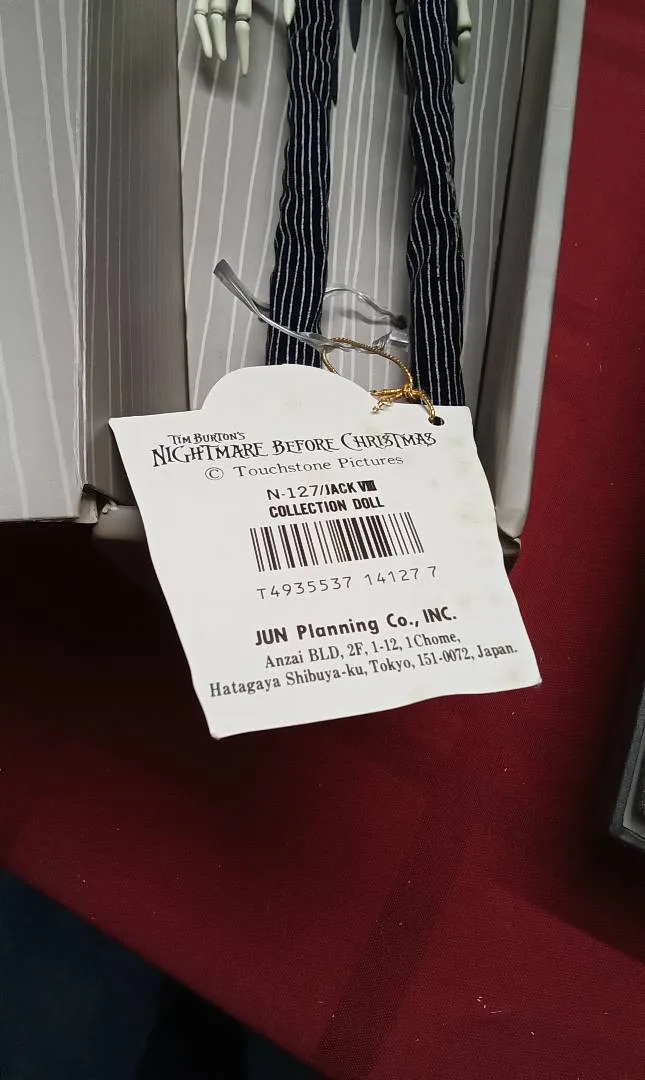 TIM BURTON'S
NIGHTMARE BEFORE CHRISTMAS
© Touchstone Pictures
N-127/JACK VIII
COLLECTION DOLL
T4935537 14127 7
JUN Planning Co., INC.
Anzai BLD, 2F, 1-12, 1Chome,
Hatagaya Shibuya-ku, Tokyo, 151-0072, Japan.